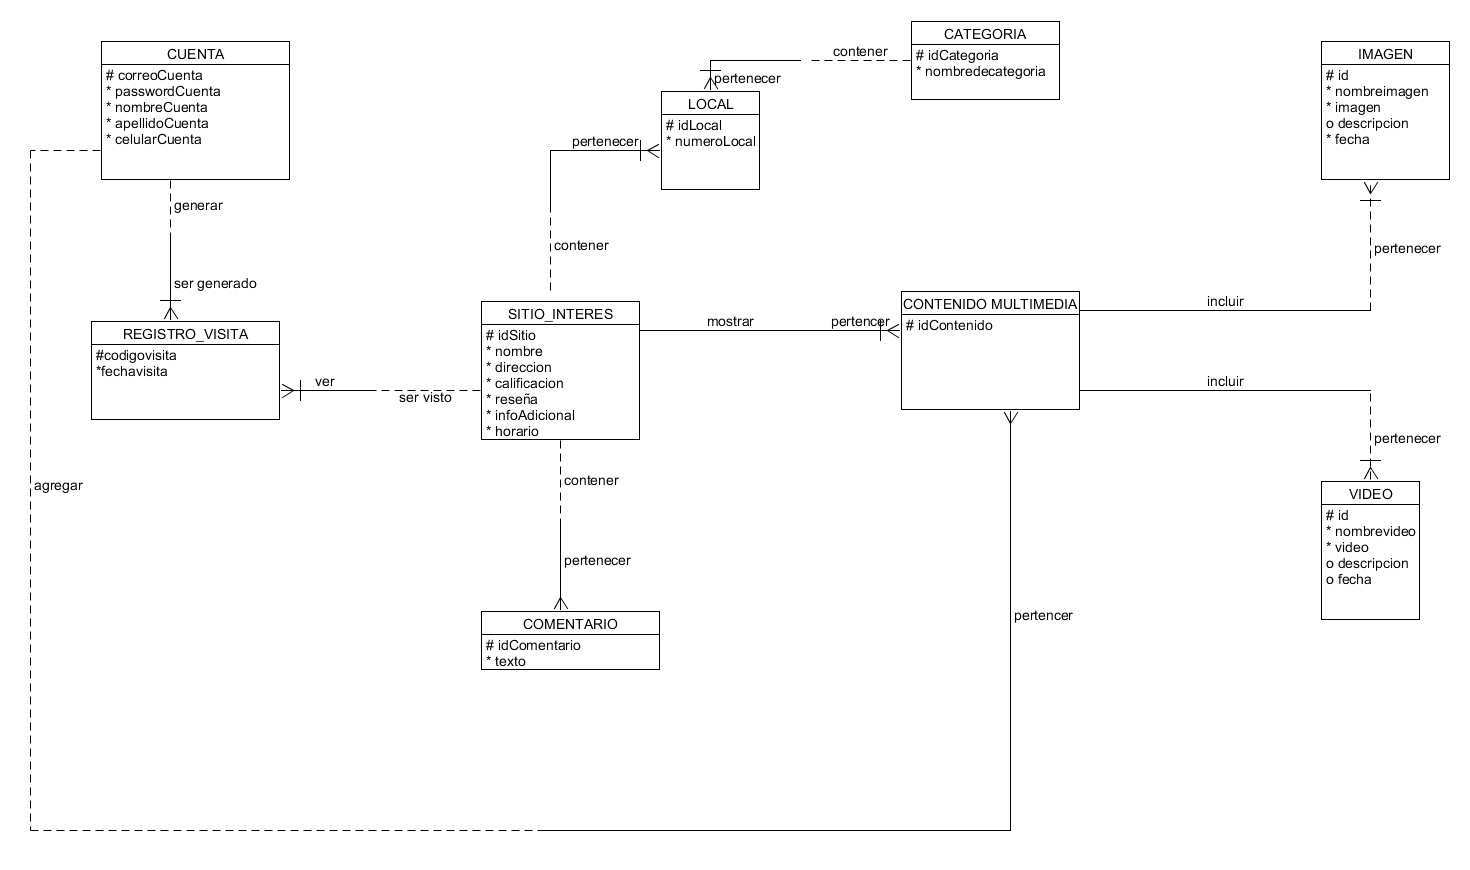 CUENTA
# correoCuenta
* passwordCuenta
* nombreCuenta
* apellidoCuenta
* celularCuenta
generar
ser generado
REGISTRO_VISITA
#codigovisita
*fechavisita
ver
ser visto
agregar
contener
pertenecer
CATEGORIA
# idCategoria
* nombredecategoria
LOCAL
# idLocal
* numeroLocal
pertenecer
contener
SITIO_INTERES
# idSitio
* nombre
* direccion
* calificacion
* reseña
* infoAdicional
* horario
mostrar
pertencer
CONTENIDO MULTIMEDIA
# idContenido
incluir
pertenecer
IMAGEN
# id
* nombreimagen
* imagen
o descripcion
* fecha
incluir
pertenecer
VIDEO
# id
* nombrevideo
* video
o descripcion
o fecha
contener
pertenecer
COMENTARIO
# idComentario
* texto
pertencer